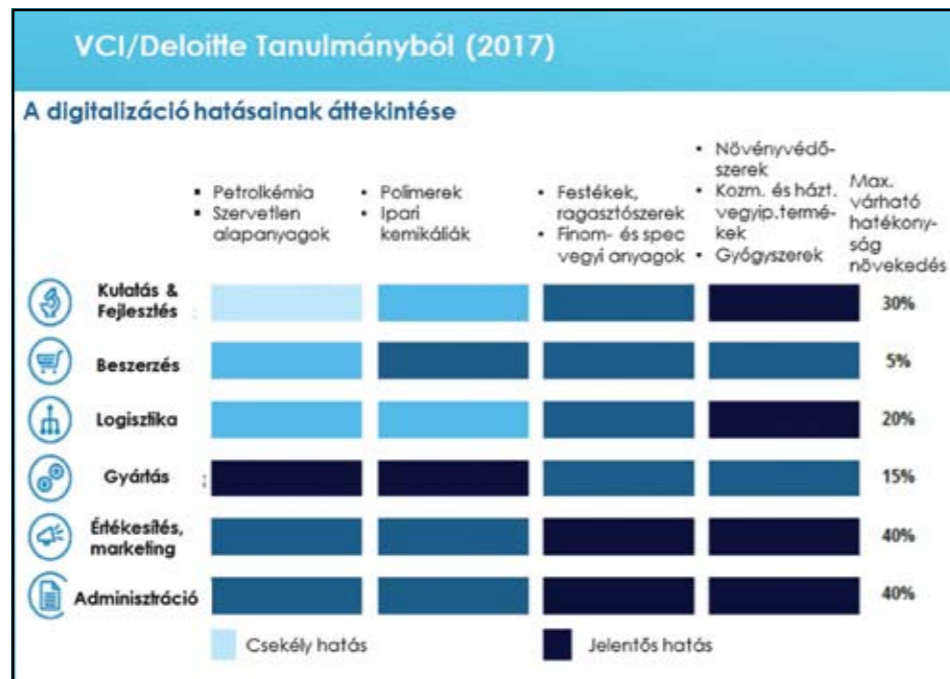 VCI/Deloitte Tanulmányból (2017)
A digitalizáció hatásainak áttekintése
▪ Petrolkémia
▪ Szervetlen
alapanyagok
• Polimerek
• Ipari
kemikáliák
• Festékek,
ragasztószerek
• Finom- és spec
vegyi anyagok
• Növényvédő-
szerek
• Kozm. és házt.
vegyip.termé-
kek
• Gyógyszerek
Max.
várható
hatékony-
ság
növekedés
Kutatás &
Fejlesztés
30%
Beszerzés
5%
Logisztika
20%
Gyártás
15%
Értékesítés,
marketing
40%
Adminisztráció
40%
Csekély hatás
Jelentős hatás